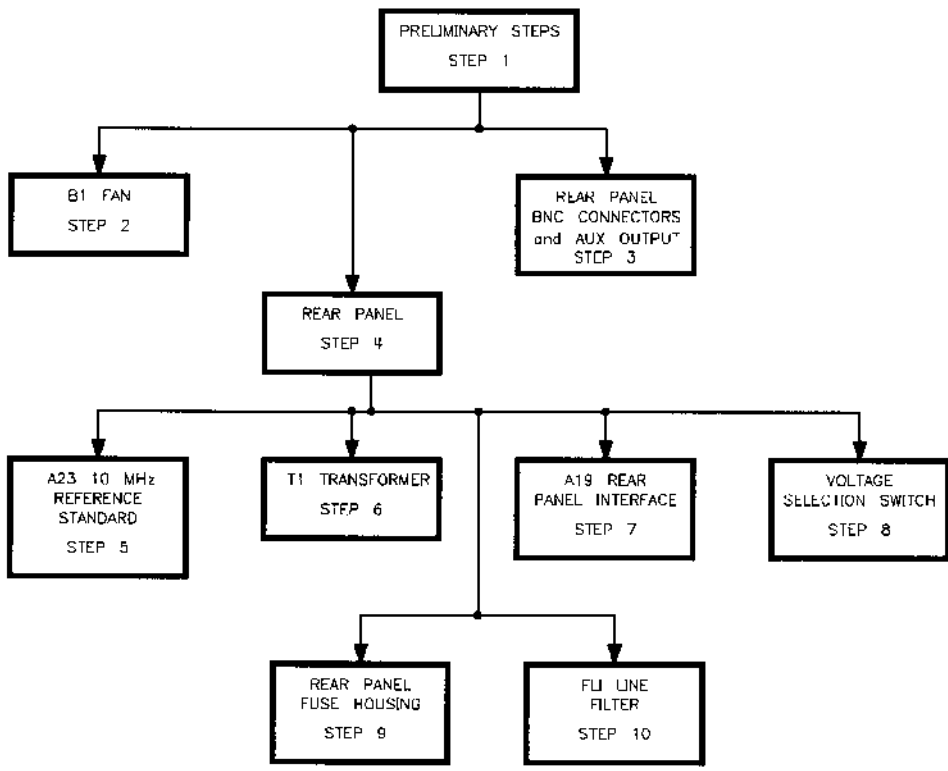 PRELIMINARY STEPS
STEP 1
B1 FAN
STEP 2
REAR PANEL
BNC CONNECTORS
and AUX OUTPUT
STEP 3
REAR PANEL
STEP 4
A23 10 MHz
REFERENCE
STANDARD
STEP 5
T1 TRANSFORMER
STEP 6
A19 REAR
PANEL INTERFACE
STEP 7
VOLTAGE
SELECTION SWITCH
STEP 8
REAR PANEL
FUSE HOUSING
STEP 9
FL1 LINE
FILTER
STEP 10